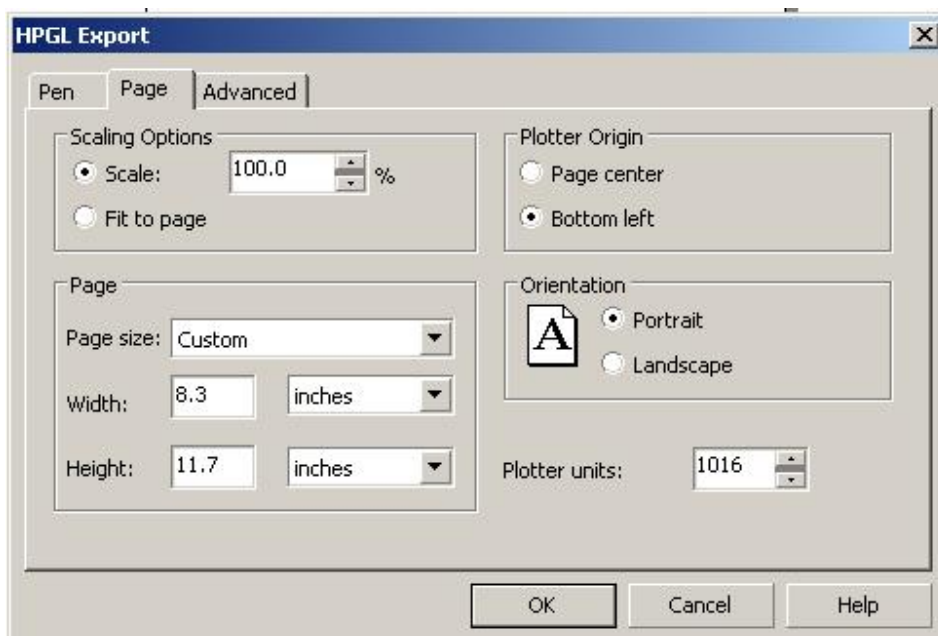 HPGL Export
Pen Page Advanced
Scaling Options
Scale: 100.0 %
Fit to page
Plotter Origin
Page center
Bottom left
Page
Page size: Custom
Width: 8.3 inches
Height: 11.7 inches
Orientation
A
Portrait
Landscape
Plotter units: 1016
OK Cancel Help